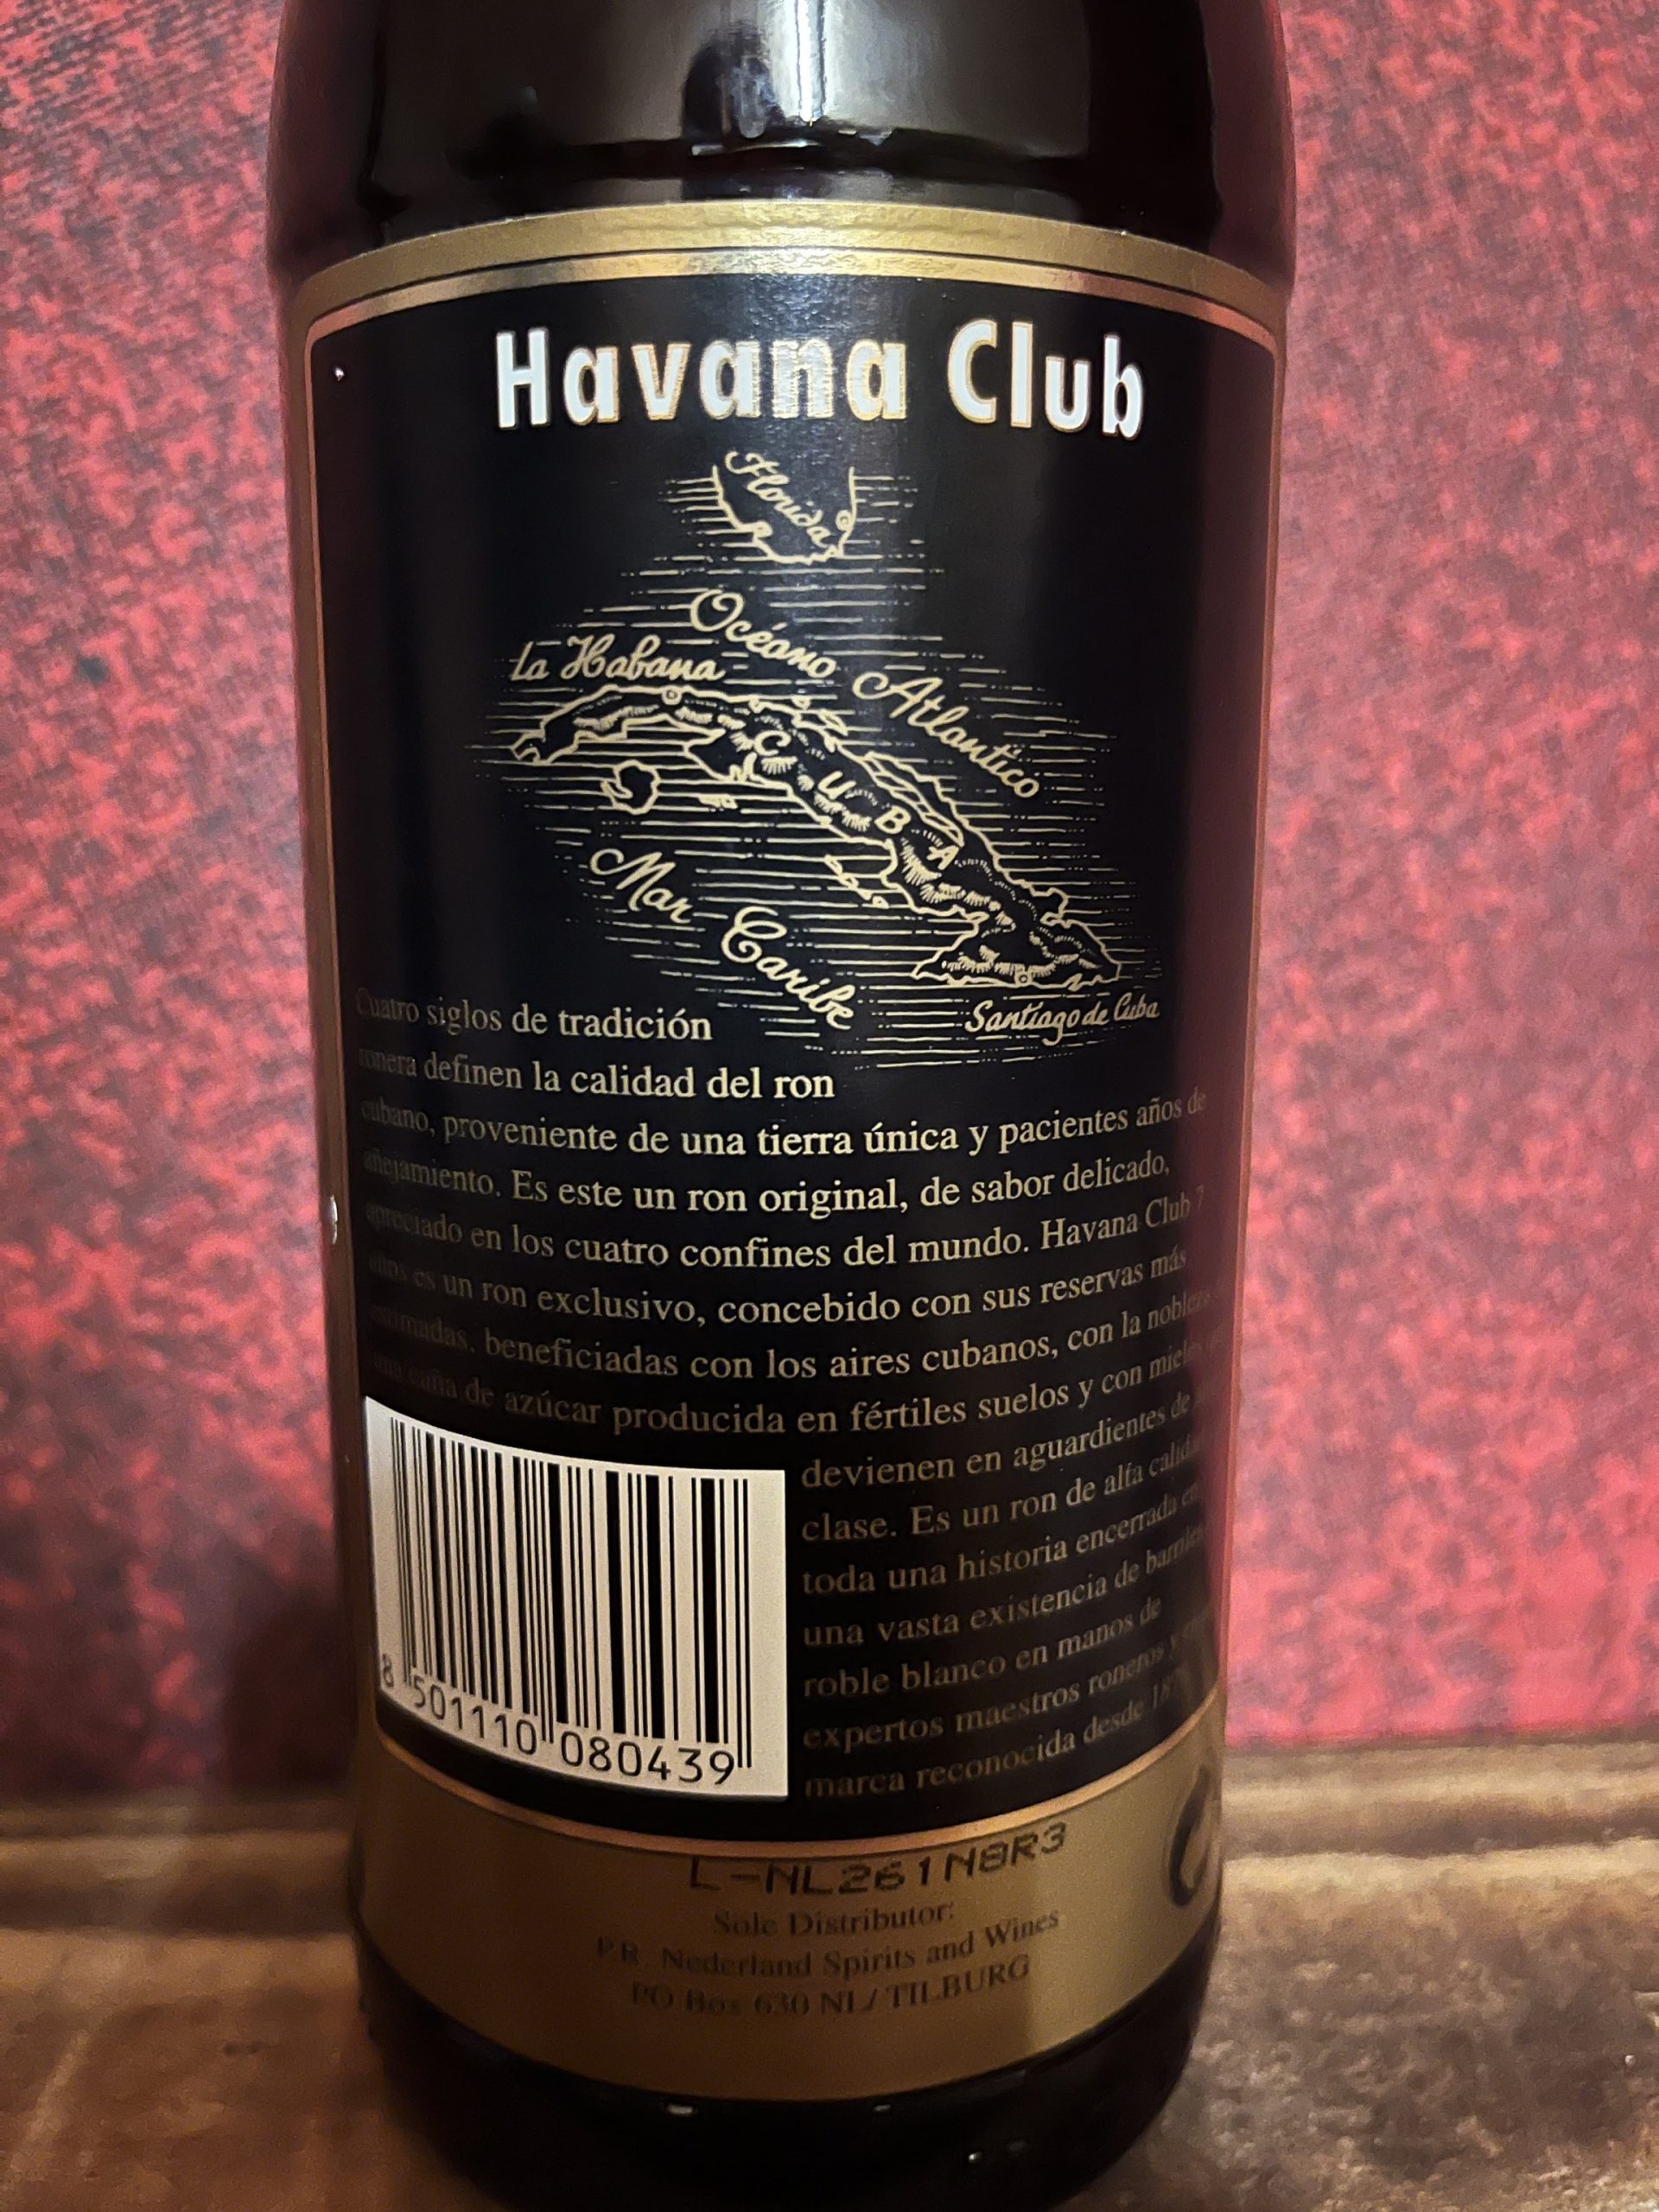 Havana Club
Florida
Océano Atlántico
La Habana
CUBA
Mar Caribe
Santiago de Cuba
Cuatro siglos de tradición
ronera definen la calidad del ron
cubano, proveniente de una tierra única y pacientes años de
añejamiento. Es este un ron original, de sabor delicado,
apreciado en los cuatro confines del mundo. Havana Club 7
años es un ron exclusivo, concebido con sus reservas más
estimadas, beneficiadas con los aires cubanos, con la nobleza
una caña de azúcar producida en fértiles suelos y con mieles
devienen en aguardientes de
clase. Es un ron de alta calidad
toda una historia encerrada en
una vasta existencia de barriles
roble blanco en manos de
expertos maestros roneros y
marca reconocida desde
8 501110 080439
L-NL261N8R3
Sole Distributor:
P.R. Nederland Spirits and Wines
PO Box 630 NL/TILBURG